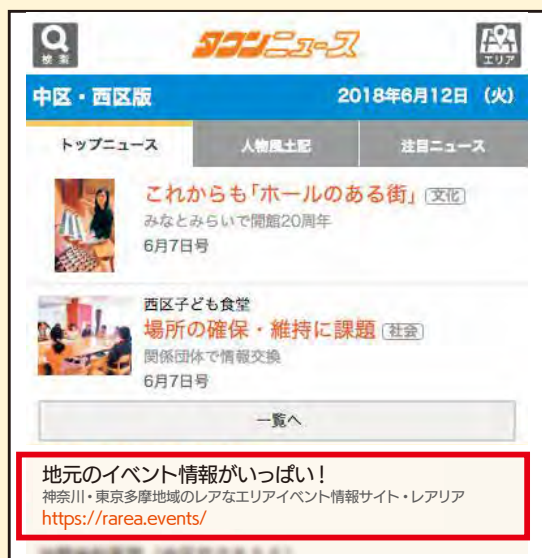 検索
タウンニュース
エリア
中区・西区版
2018年6月12日（火）
トップニュース
人物風土記
注目ニュース
これからも「ホールのある街」 文化
みなとみらいで開館20周年
6月7日号
西区子ども食堂
場所の確保・維持に課題 社会
関係団体で情報交換
6月7日号
一覧へ
地元のイベント情報がいっぱい！
神奈川・東京多摩地域のレアなエリアイベント情報サイト・レアリア
https://rarea.events/